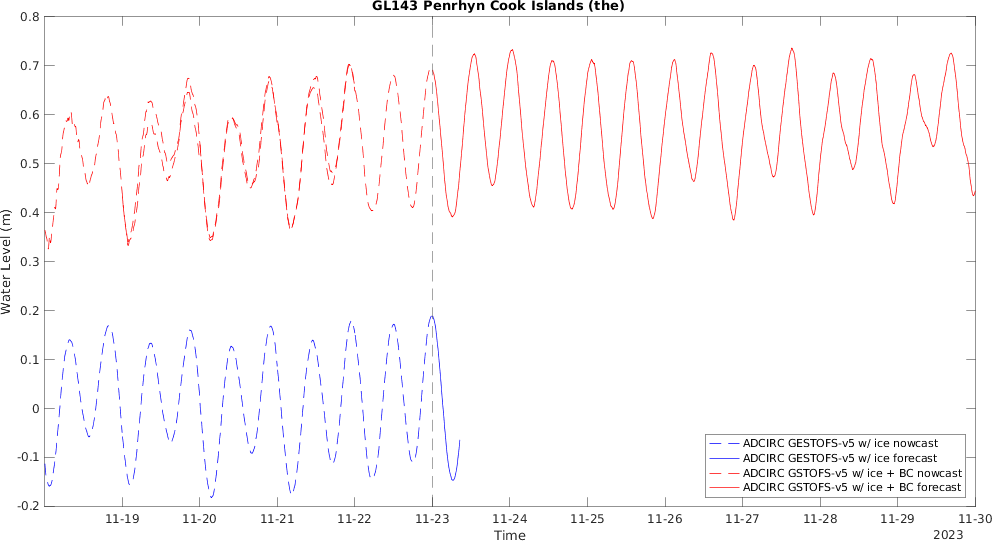 GL143 Penrhyn Cook Islands (the)
0.8
0.7
0.6
0.5
0.4
0.3
0.2
0.1
0
-0.1
-0.2
Water Level (m)
ADCIRC GESTOFS-v5 w/ ice nowcast
ADCIRC GESTOFS-v5 w/ ice forecast
ADCIRC GSTOFS-v5 w/ ice + BC nowcast
ADCIRC GSTOFS-v5 w/ ice + BC forecast
11-19 11-20 11-21 11-22 11-23 11-24 11-25 11-26 11-27 11-28 11-29 11-30
Time
2023